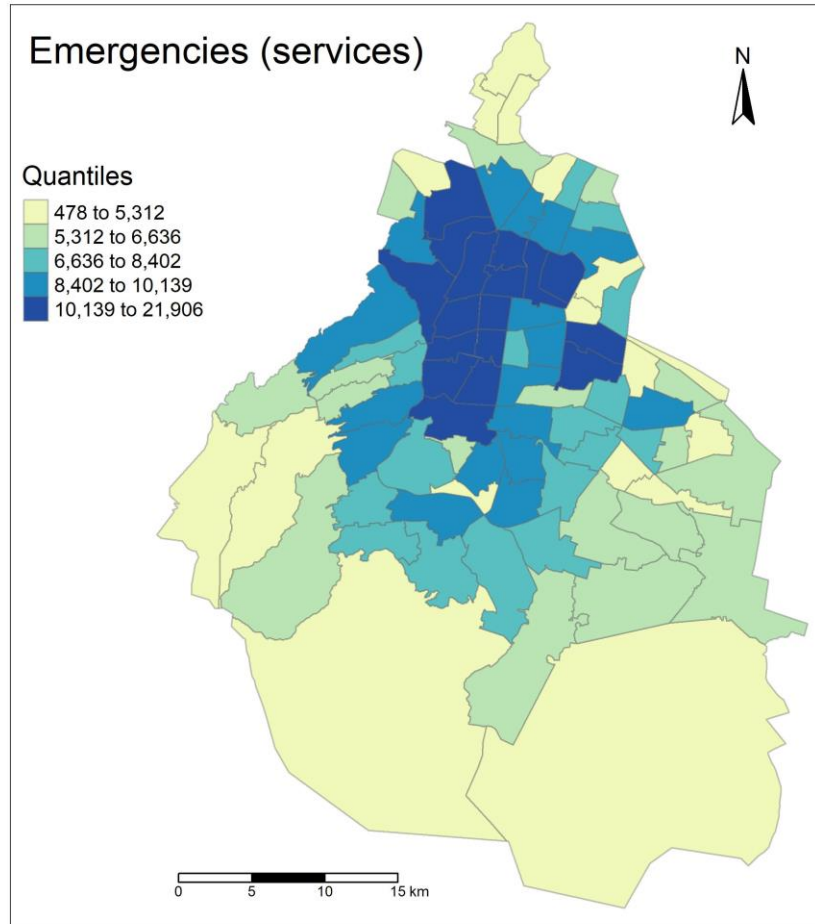 Emergencies (services)
N
Quantiles
478 to 5,312
5,312 to 6,636
6,636 to 8,402
8,402 to 10,139
10,139 to 21,906
0 5 10 15 km